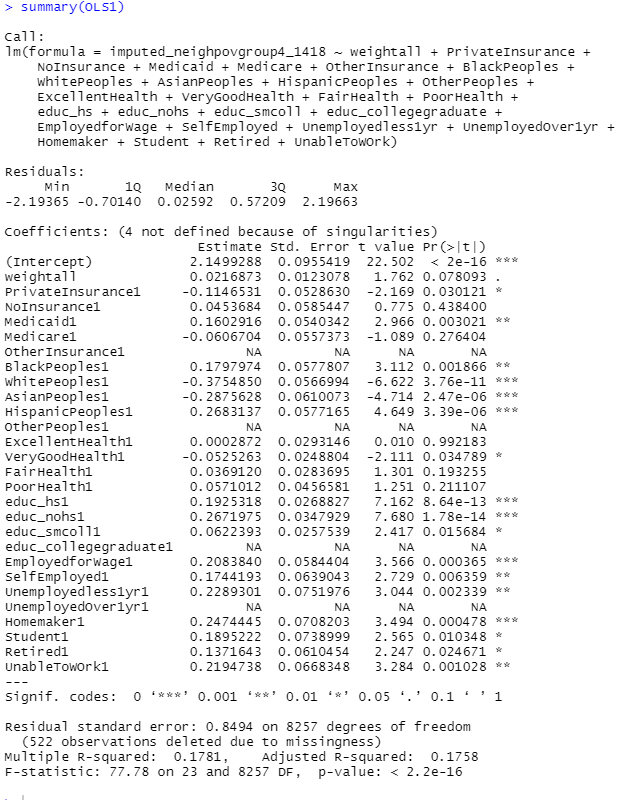 > summary(OLS1)
Call:
lm(formula = imputed_neighpovgroup4_1418 ~ weightall + PrivateInsurance +
    NoInsurance + Medicaid + Medicare + OtherInsurance + BlackPeoples +
    WhitePeoples + AsianPeoples + HispanicPeoples + OtherPeoples +
    ExcellentHealth + VeryGoodHealth + FairHealth + PoorHealth +
    educ_hs + educ_nohs + educ_smcoll + educ_collegegraduate +
    EmployedforWage + SelfEmployed + Unemployedless1yr + UnemployedOver1yr +
    Homemaker + Student + Retired + UnableToWOrk)
Residuals:
     Min       1Q   Median       3Q      Max
-2.19365 -0.70140  0.02592  0.57209  2.19663
Coefficients: (4 not defined because of singularities)
                        Estimate Std. Error t value Pr(>|t|)
(Intercept)            2.1499288  0.0955419  22.502  < 2e-16 ***
weightall              0.0216873  0.0123078   1.762 0.078093 .
PrivateInsurance1     -0.1146531  0.0528630  -2.169 0.030121 *
NoInsurance1           0.0453684  0.0585447   0.775 0.438400
Medicaid1              0.1602916  0.0540342   2.966 0.003021 **
Medicare1             -0.0606704  0.0557373  -1.089 0.276404
OtherInsurance1               NA         NA      NA       NA
BlackPeoples1          0.1797974  0.0577807   3.112 0.001866 **
WhitePeoples1         -0.3754850  0.0566994  -6.622 3.76e-11 ***
AsianPeoples1         -0.2875628  0.0610073  -4.714 2.47e-06 ***
HispanicPeoples1       0.2683137  0.0577165   4.649 3.39e-06 ***
OtherPeoples1                 NA         NA      NA       NA
ExcellentHealth1       0.0002872  0.0293146   0.010 0.992183
VeryGoodHealth1       -0.0525263  0.0248804  -2.111 0.034789 *
FairHealth1            0.0369120  0.0283695   1.301 0.193255
PoorHealth1            0.0571012  0.0456581   1.251 0.211107
educ_hs1               0.1925318  0.0268827   7.162 8.64e-13 ***
educ_nohs1             0.2671975  0.0347929   7.680 1.78e-14 ***
educ_smcoll1           0.0622393  0.0257539   2.417 0.015684 *
educ_collegegraduate1         NA         NA      NA       NA
EmployedforWage1       0.2083840  0.0584404   3.566 0.000365 ***
SelfEmployed1          0.1744193  0.0639043   2.729 0.006359 **
Unemployedless1yr1     0.2289301  0.0751976   3.044 0.002339 **
UnemployedOver1yr1            NA         NA      NA       NA
Homemaker1             0.2474445  0.0708203   3.494 0.000478 ***
Student1               0.1895222  0.0738999   2.565 0.010348 *
Retired1               0.1371643  0.0610454   2.247 0.024671 *
UnableToWOrk1          0.2194738  0.0668348   3.284 0.001028 **
---
Signif. codes:  0 ‘***’ 0.001 ‘**’ 0.01 ‘*’ 0.05 ‘.’ 0.1 ‘ ’ 1
Residual standard error: 0.8494 on 8257 degrees of freedom
  (522 observations deleted due to missingness)
Multiple R-squared:  0.1781,    Adjusted R-squared:  0.1758
F-statistic: 77.78 on 23 and 8257 DF,  p-value: < 2.2e-16